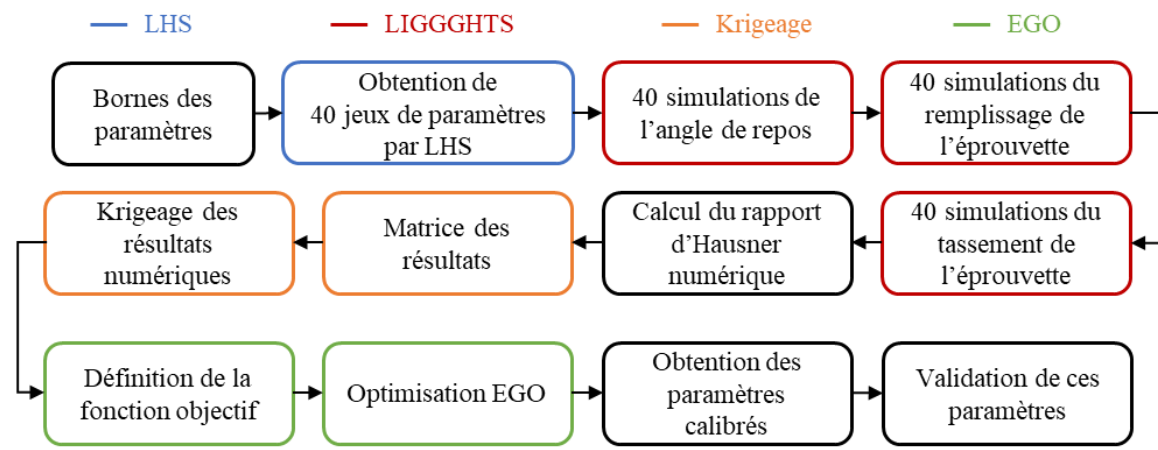 LHS
LIGGGHTS
Krigeage
EGO
Bornes des
paramètres
Obtention de
40 jeux de paramètres
par LHS
40 simulations de
l’angle de repos
40 simulations du
remplissage de
l’éprouvette
40 simulations du
tassement de
l’éprouvette
Calcul du rapport
d’Hausner
numérique
Matrice des
résultats
Krigeage des
résultats
numériques
Définition de la
fonction objectif
Optimisation EGO
Obtention des
paramètres
calibrés
Validation de ces
paramètres